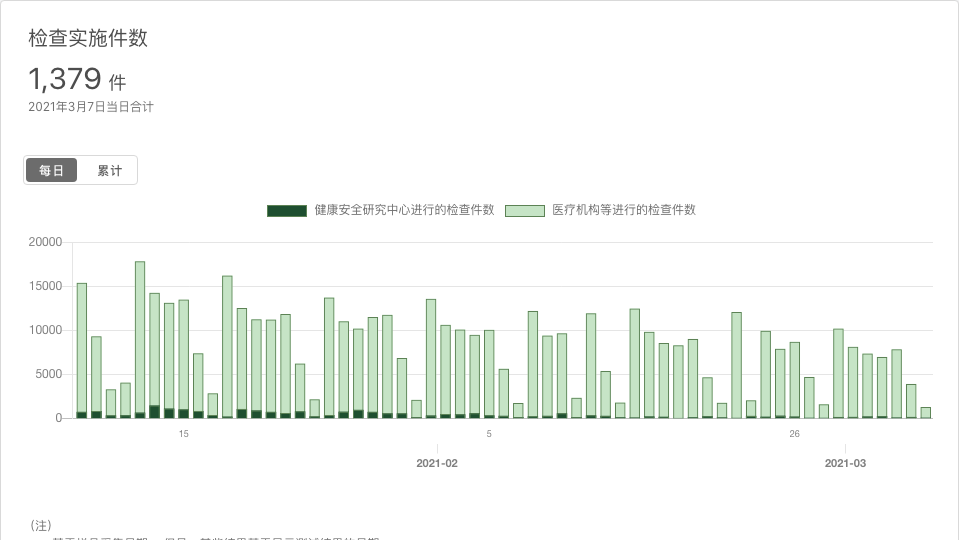 检查实施件数
1,379 件
2021年3月7日当日合计
每日 累计
健康安全研究中心进行的检查件数 医疗机构等进行的检查件数
20000
15000
10000
5000
0
15 5 26
2021-02 2021-03
(注)